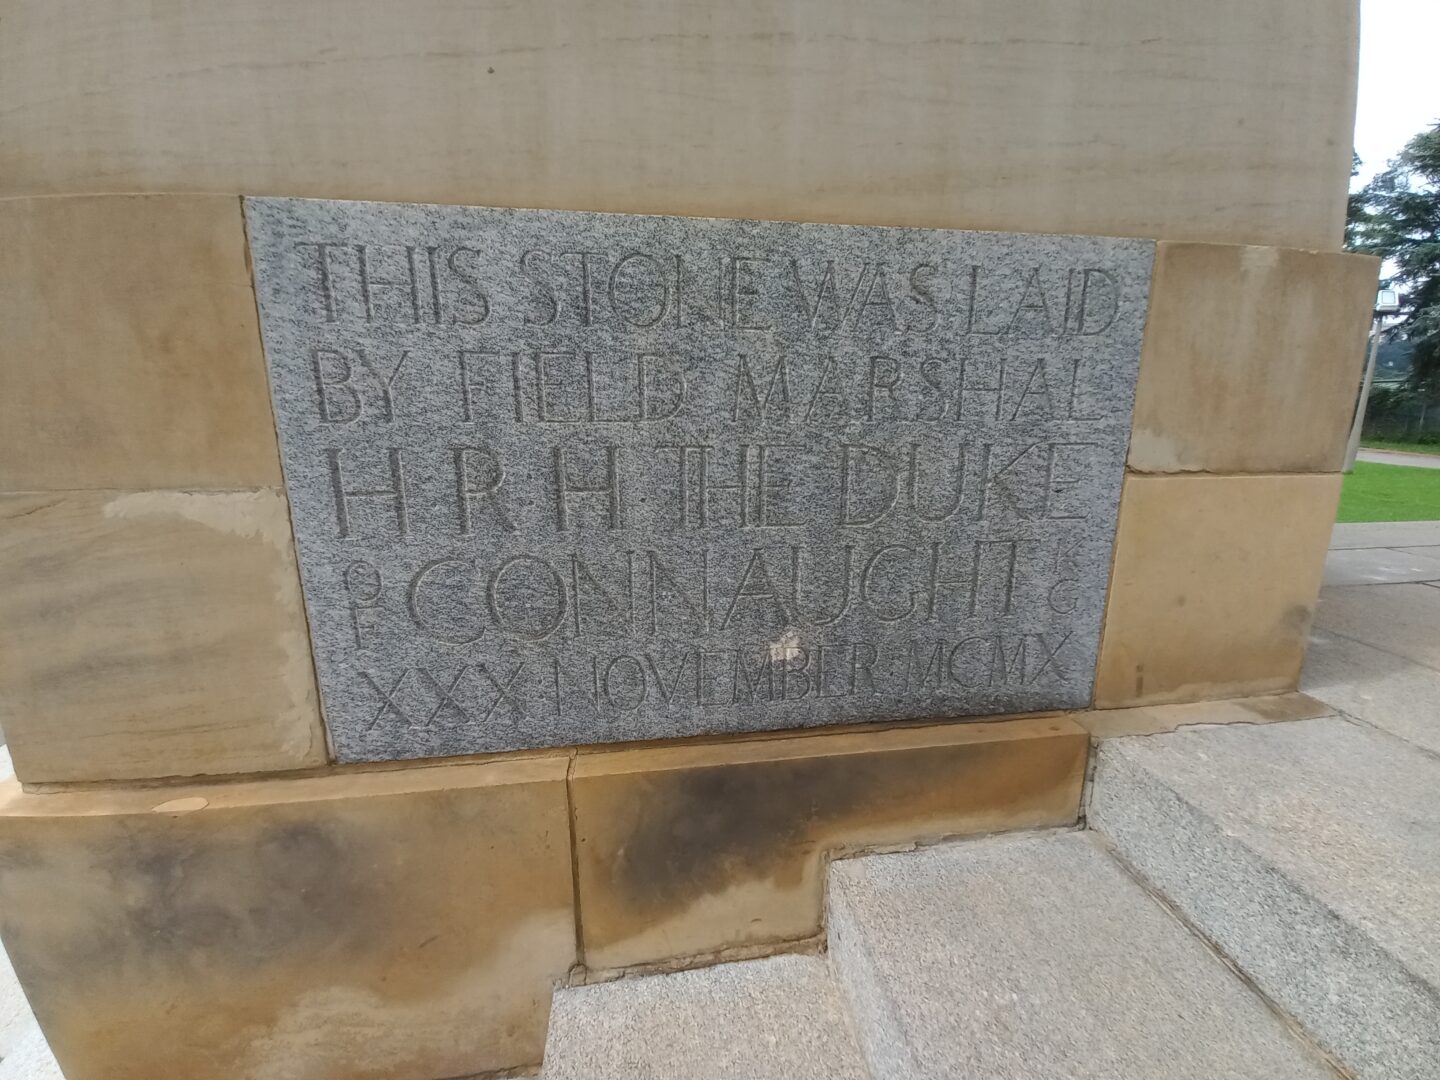 THIS STONE WAS LAID
BY FIELD MARSHAL
H R H THE DUKE
OF CONNAUGHT KG
XXX NOVEMBER MCMX